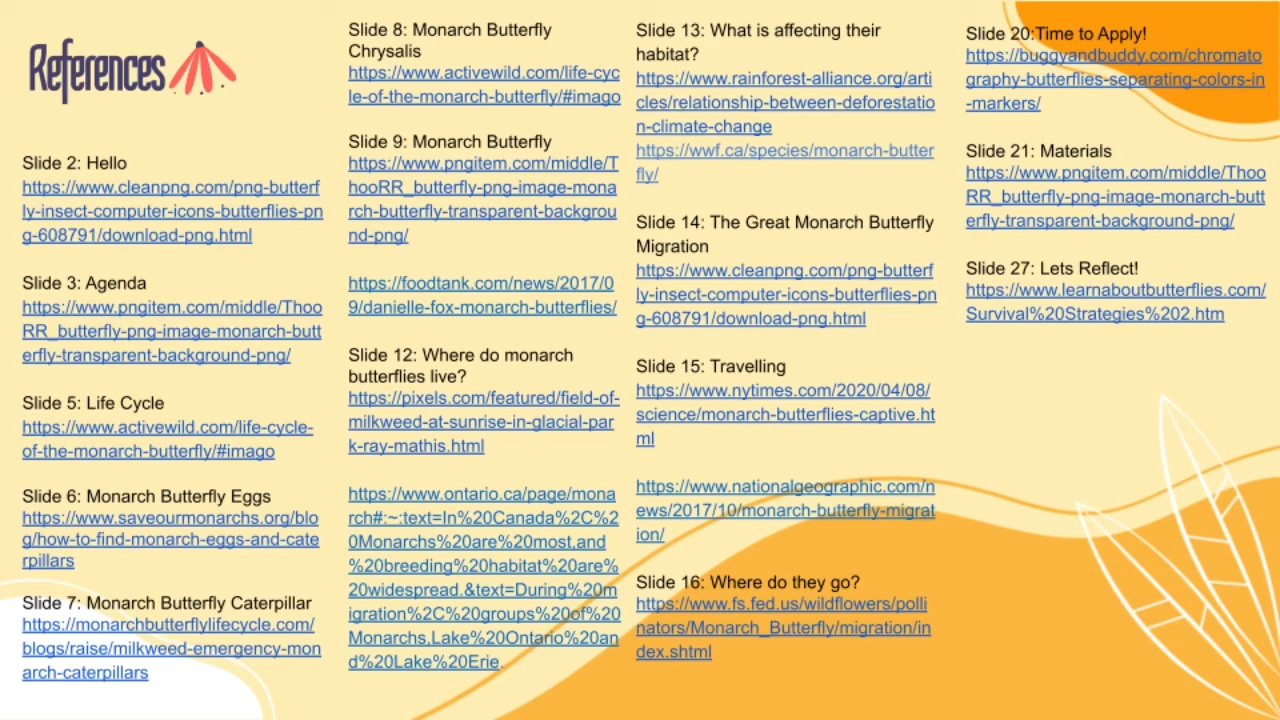 References
Slide 2: Hello
https://www.cleanpng.com/png-butterf
ly-insect-computer-icons-butterflies-pn
g-608791/download-png.html
Slide 3: Agenda
https://www.pngitem.com/middle/Thoo
RR_butterfly-png-image-monarch-butt
erfly-transparent-background-png/
Slide 5: Life Cycle
https://www.activewild.com/life-cycle-
of-the-monarch-butterfly/#imago
Slide 6: Monarch Butterfly Eggs
https://www.saveourmonarchs.org/blo
g/how-to-find-monarch-eggs-and-cate
rpillars
Slide 7: Monarch Butterfly Caterpillar
https://monarchbutterflylifecycle.com/
blogs/raise/milkweed-emergency-mon
arch-caterpillars
Slide 8: Monarch Butterfly
Chrysalis
https://www.activewild.com/life-cyc
le-of-the-monarch-butterfly/#imago
Slide 9: Monarch Butterfly
https://www.pngitem.com/middle/T
hooRR_butterfly-png-image-mona
rch-butterfly-transparent-backgrou
nd-png/
https://foodtank.com/news/2017/0
9/danielle-fox-monarch-butterflies/
Slide 12: Where do monarch
butterflies live?
https://pixels.com/featured/field-of-
milkweed-at-sunrise-in-glacial-par
k-ray-mathis.html
https://www.ontario.ca/page/mona
rch#:~:text=In%20Canada%2C%2
0Monarchs%20are%20most,and
%20breeding%20habitat%20are%
20widespread.&text=During%20m
igration%2C%20groups%20of%20
Monarchs,Lake%20Ontario%20an
d%20Lake%20Erie.
Slide 13: What is affecting their
habitat?
https://www.rainforest-alliance.org/arti
cles/relationship-between-deforestatio
n-climate-change
https://wwf.ca/species/monarch-butter
fly/
Slide 14: The Great Monarch Butterfly
Migration
https://www.cleanpng.com/png-butterf
ly-insect-computer-icons-butterflies-pn
g-608791/download-png.html
Slide 15: Travelling
https://www.nytimes.com/2020/04/08/
science/monarch-butterflies-captive.ht
ml
https://www.nationalgeographic.com/n
ews/2017/10/monarch-butterfly-migrat
ion/
Slide 16: Where do they go?
https://www.fs.fed.us/wildflowers/polli
nators/Monarch_Butterfly/migration/in
dex.shtml
Slide 20:Time to Apply!
https://buggyandbuddy.com/chromato
graphy-butterflies-separating-colors-in
-markers/
Slide 21: Materials
https://www.pngitem.com/middle/Thoo
RR_butterfly-png-image-monarch-butt
erfly-transparent-background-png/
Slide 27: Lets Reflect!
https://www.learnaboutbutterflies.com/
Survival%20Strategies%202.htm